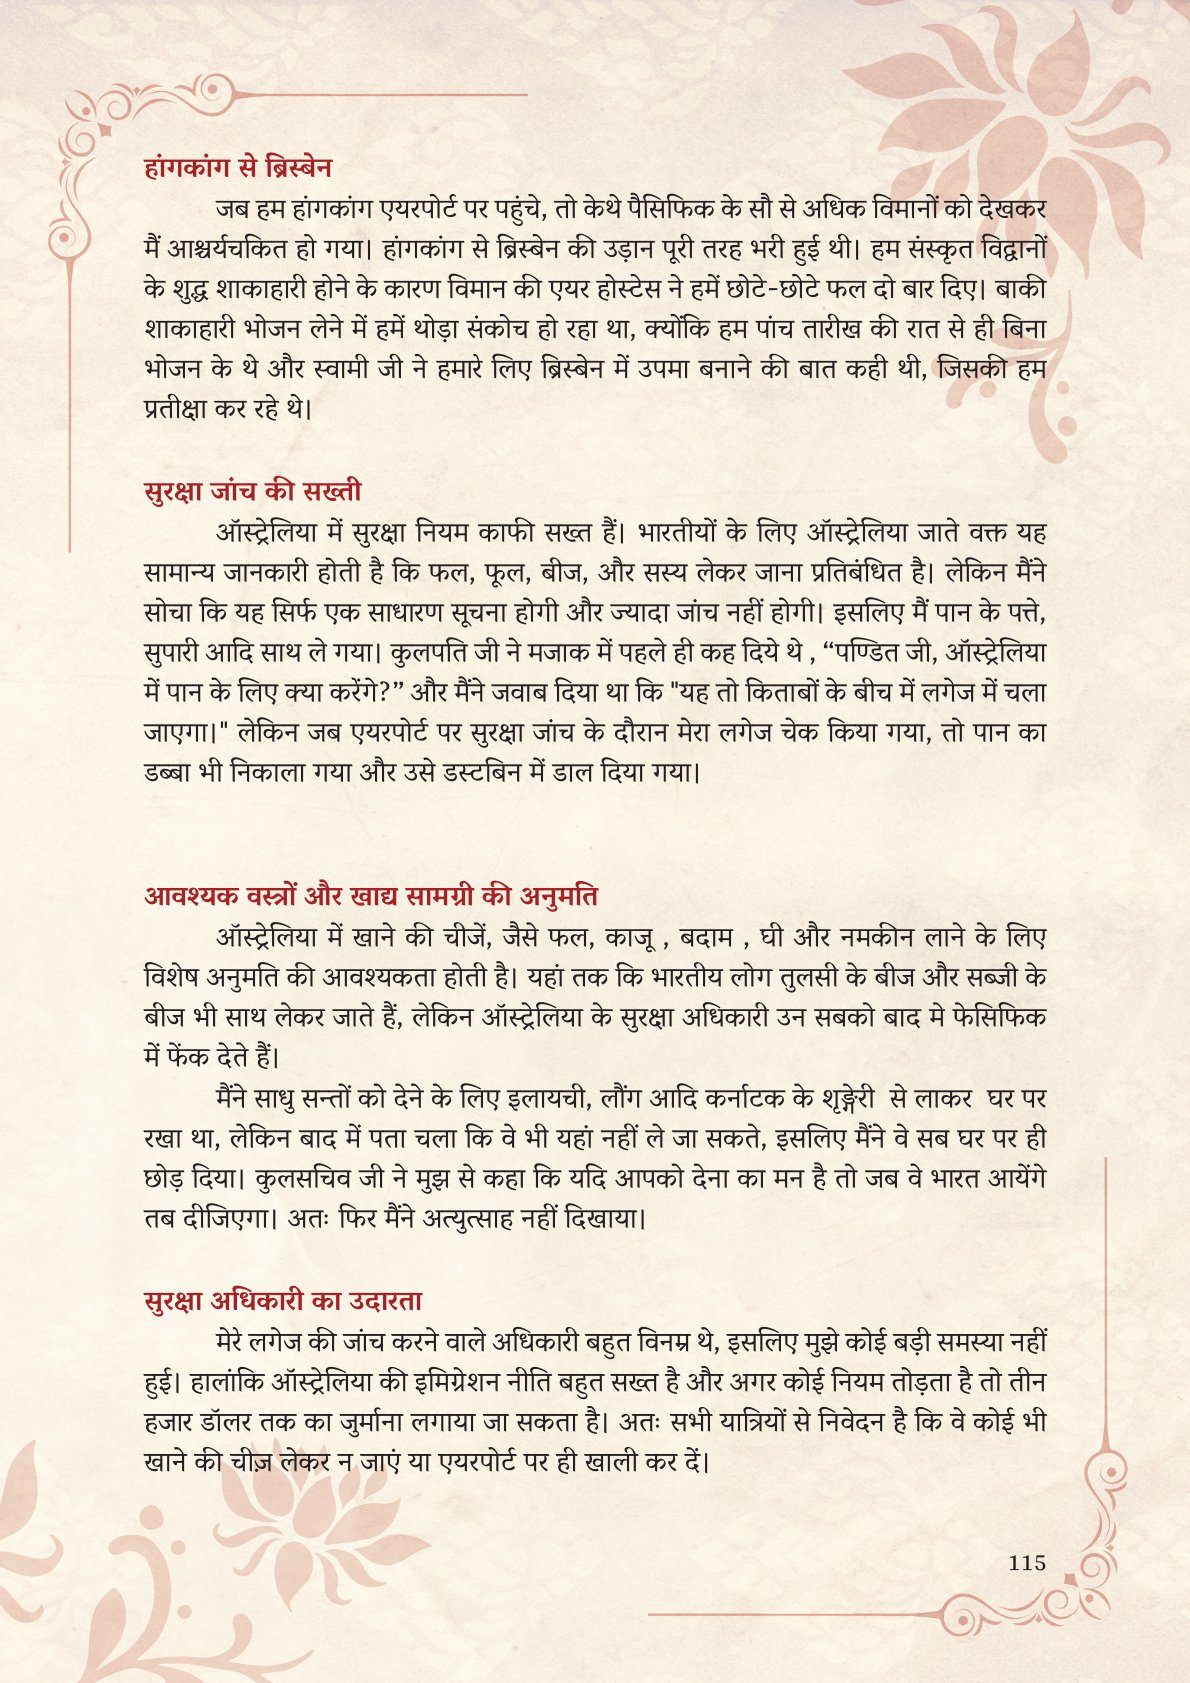 हांगकांग से ब्रिस्बेन
जब हम हांगकांग एयरपोर्ट पर पहुंचे, तो केथे पैसिफिक के सौ से अधिक विमानों को देखकर
मैं आश्चर्यचकित हो गया। हांगकांग से ब्रिस्बेन की उड़ान पूरी तरह भरी हुई थी। हम संस्कृत विद्वानों
के शुद्ध शाकाहारी होने के कारण विमान की एयर होस्टेस ने हमें छोटे-छोटे फल दो बार दिए। बाकी
शाकाहारी भोजन लेने में हमें थोड़ा संकोच हो रहा था, क्योंकि हम पांच तारीख की रात से ही बिना
भोजन के थे और स्वामी जी ने हमारे लिए ब्रिस्बेन में उपमा बनाने की बात कही थी, जिसकी हम
प्रतीक्षा कर रहे थे।
सुरक्षा जांच की सख्ती
ऑस्ट्रेलिया में सुरक्षा नियम काफी सख्त हैं। भारतीयों के लिए ऑस्ट्रेलिया जाते वक्त यह
सामान्य जानकारी होती है कि फल, फूल, बीज, और सस्य लेकर जाना प्रतिबंधित है। लेकिन मैंने
सोचा कि यह सिर्फ एक साधारण सूचना होगी और ज्यादा जांच नहीं होगी। इसलिए मैं पान के पत्ते,
सुपारी आदि साथ ले गया। कुलपति जी ने मजाक में पहले ही कह दिये थे , “पण्डित जी, ऑस्ट्रेलिया
में पान के लिए क्या करेंगे?” और मैंने जवाब दिया था कि "यह तो किताबों के बीच में लगेज में चला
जाएगा।" लेकिन जब एयरपोर्ट पर सुरक्षा जांच के दौरान मेरा लगेज चेक किया गया, तो पान का
डब्बा भी निकाला गया और उसे डस्टबिन में डाल दिया गया।
आवश्यक वस्त्रों और खाद्य सामग्री की अनुमति
ऑस्ट्रेलिया में खाने की चीजें, जैसे फल, काजू , बदाम , घी और नमकीन लाने के लिए
विशेष अनुमति की आवश्यकता होती है। यहां तक कि भारतीय लोग तुलसी के बीज और सब्जी के
बीज भी साथ लेकर जाते हैं, लेकिन ऑस्ट्रेलिया के सुरक्षा अधिकारी उन सबको बाद मे फेसिफिक
में फेंक देते हैं।
मैंने साधु सन्तों को देने के लिए इलायची, लौंग आदि कर्नाटक के शृङ्गेरी से लाकर घर पर
रखा था, लेकिन बाद में पता चला कि वे भी यहां नहीं ले जा सकते, इसलिए मैंने वे सब घर पर ही
छोड़ दिया। कुलसचिव जी ने मुझ से कहा कि यदि आपको देना का मन है तो जब वे भारत आयेंगे
तब दीजिएगा। अतः फिर मैंने अत्युत्साह नहीं दिखाया।
सुरक्षा अधिकारी का उदारता
मेरे लगेज की जांच करने वाले अधिकारी बहुत विनम्र थे, इसलिए मुझे कोई बड़ी समस्या नहीं
हुई। हालांकि ऑस्ट्रेलिया की इमिग्रेशन नीति बहुत सख्त है और अगर कोई नियम तोड़ता है तो तीन
हजार डॉलर तक का जुर्माना लगाया जा सकता है। अतः सभी यात्रियों से निवेदन है कि वे कोई भी
खाने की चीज़ लेकर न जाएं या एयरपोर्ट पर ही खाली कर दें।
115